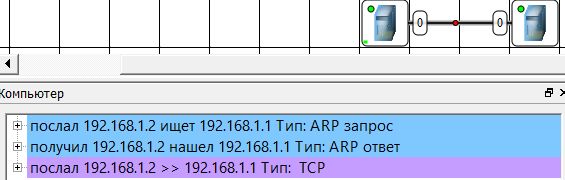 0
0
Компьютер
послал 192.168.1.2 ищет 192.168.1.1 Тип: ARP запрос
получил 192.168.1.2 нашел 192.168.1.1 Тип: ARP ответ
послал 192.168.1.2 >> 192.168.1.1 Тип: TCP